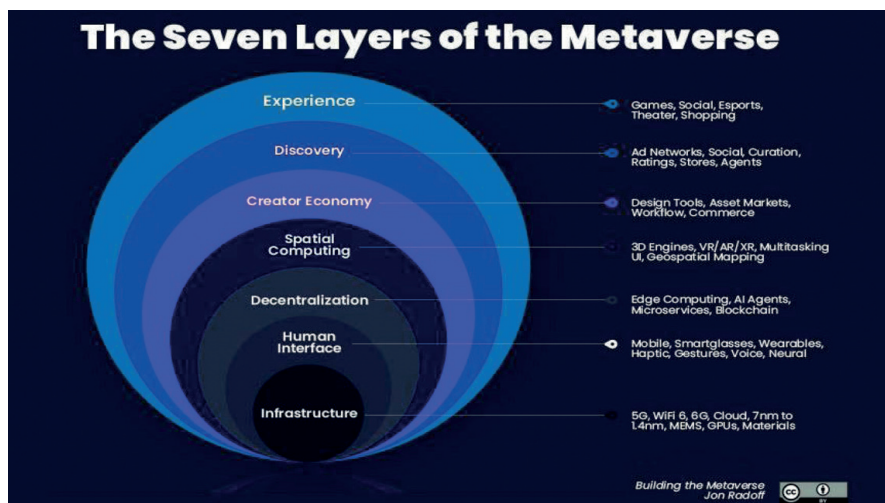 The Seven Layers of the Metaverse
Experience
Games, Social, Esports,
Theater, Shopping
Discovery
Ad Networks, Social, Curation,
Ratings, Stores, Agents
Creator Economy
Design Tools, Asset Markets,
Workflow, Commerce
Spatial
Computing
3D Engines, VR/AR/XR, Multitasking
UI, Geospatial Mapping
Decentralization
Edge Computing, AI Agents,
Microservices, Blockchain
Human
Interface
Mobile, Smartglasses, Wearables,
Haptic, Gestures, Voice, Neural
Infrastructure
5G, WiFi 6, 6G, Cloud, 7nm to
1.4nm, MEMS, GPUs, Materials
Building the Metaverse
Jon Radoff
cc
BY